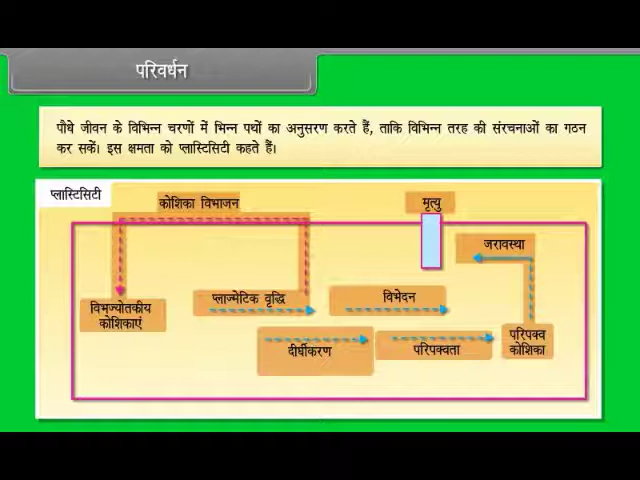 परिवर्धन
पौधे जीवन के विभिन्न चरणों में भिन्न पथों का अनुसरण करते हैं, ताकि विभिन्न तरह की संरचनाओं का गठन
कर सकें। इस क्षमता को प्लास्टिसिटी कहते हैं।
प्लास्टिसिटी
कोशिका विभाजन
मृत्यु
जरावस्था
विभज्योतकीय
कोशिकाएं
प्लाज्मेटिक वृद्धि
विभेदन
दीर्घीकरण
परिपक्वता
परिपक्व
कोशिका